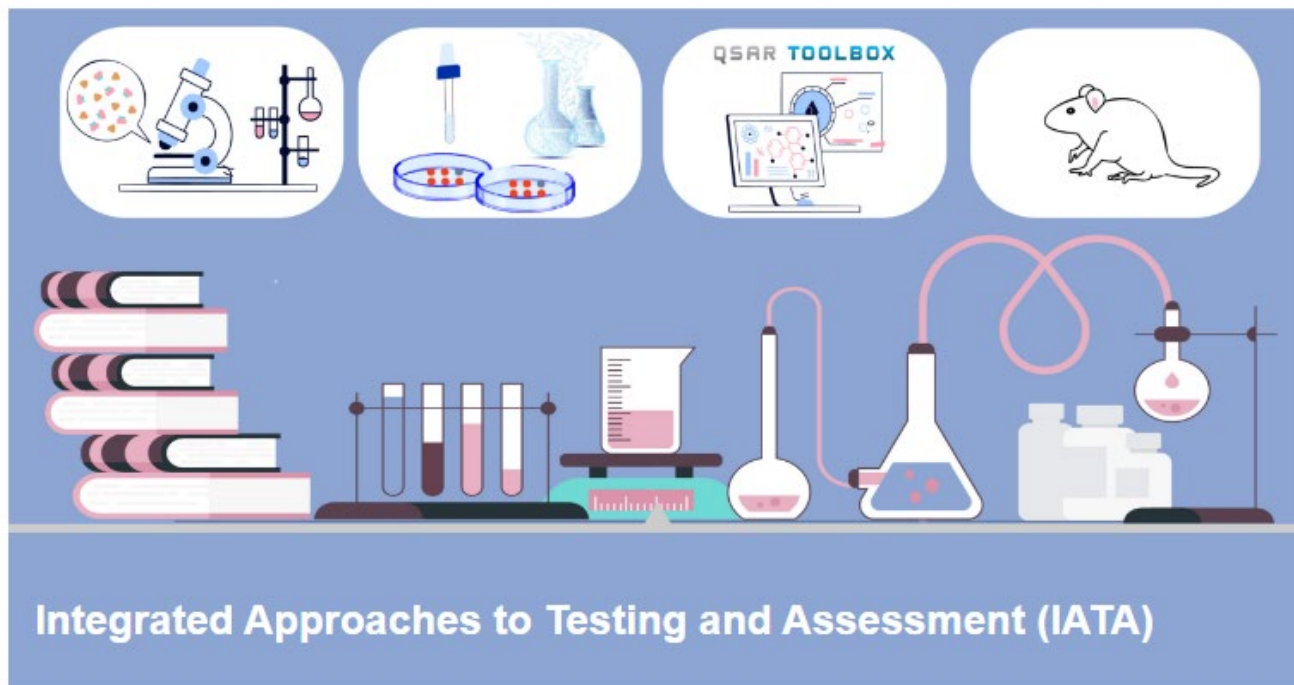 QSAR TOOLBOX
Integrated Approaches to Testing and Assessment (IATA)